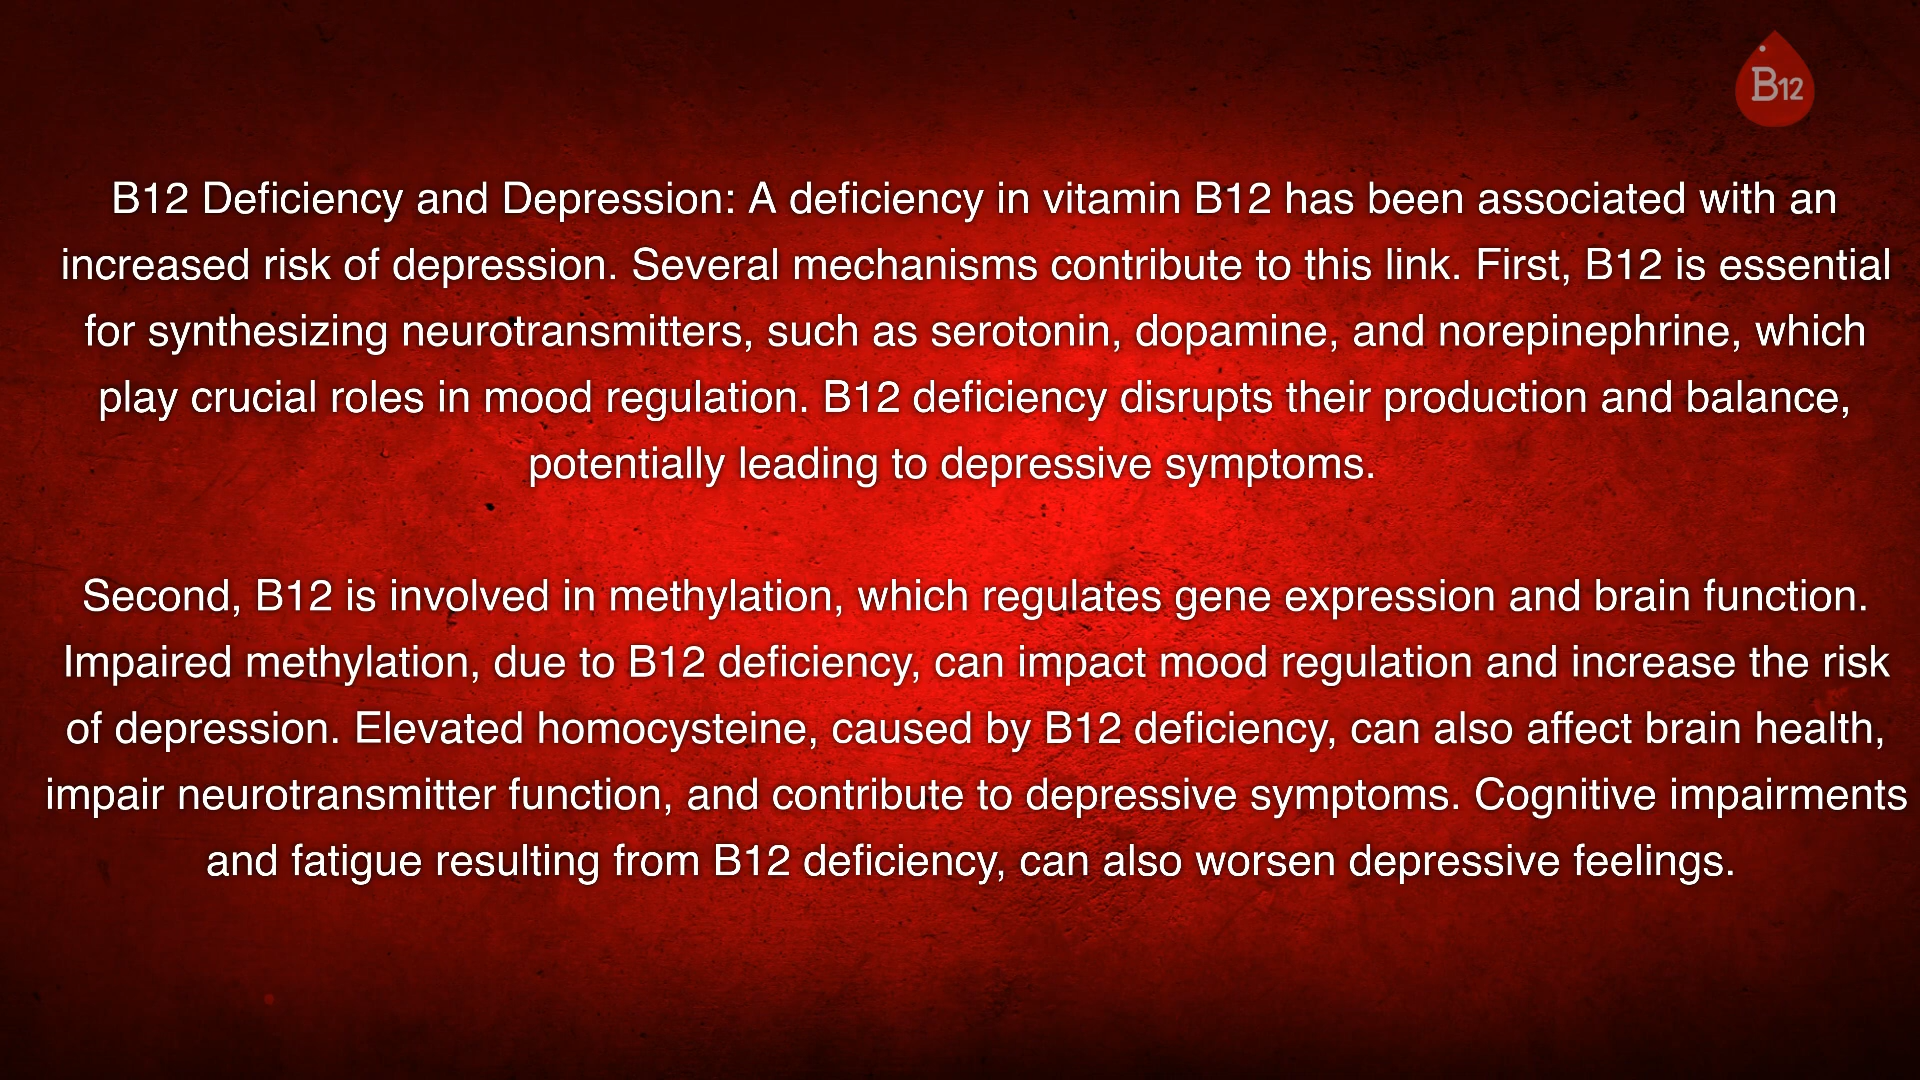 B12
B12 Deficiency and Depression: A deficiency in vitamin B12 has been associated with an
increased risk of depression. Several mechanisms contribute to this link. First, B12 is essential
for synthesizing neurotransmitters, such as serotonin, dopamine, and norepinephrine, which
play crucial roles in mood regulation. B12 deficiency disrupts their production and balance,
potentially leading to depressive symptoms.
Second, B12 is involved in methylation, which regulates gene expression and brain function.
Impaired methylation, due to B12 deficiency, can impact mood regulation and increase the risk
of depression. Elevated homocysteine, caused by B12 deficiency, can also affect brain health,
impair neurotransmitter function, and contribute to depressive symptoms. Cognitive impairments
and fatigue resulting from B12 deficiency, can also worsen depressive feelings.